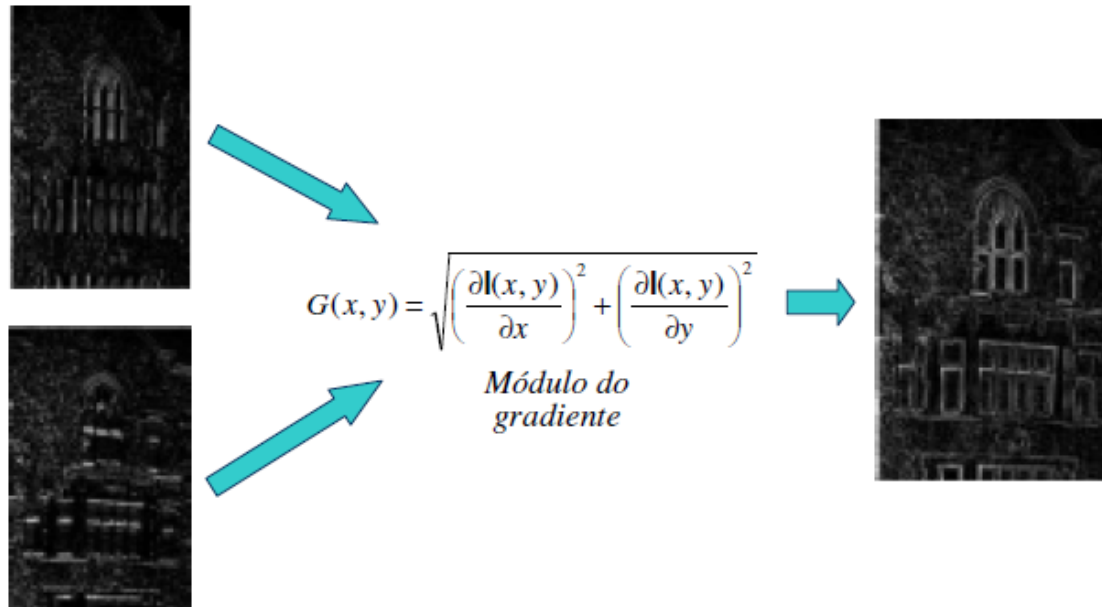 G(x, y) = √((∂I(x, y)/∂x)² + (∂I(x, y)/∂y)²)
Módulo do
gradiente